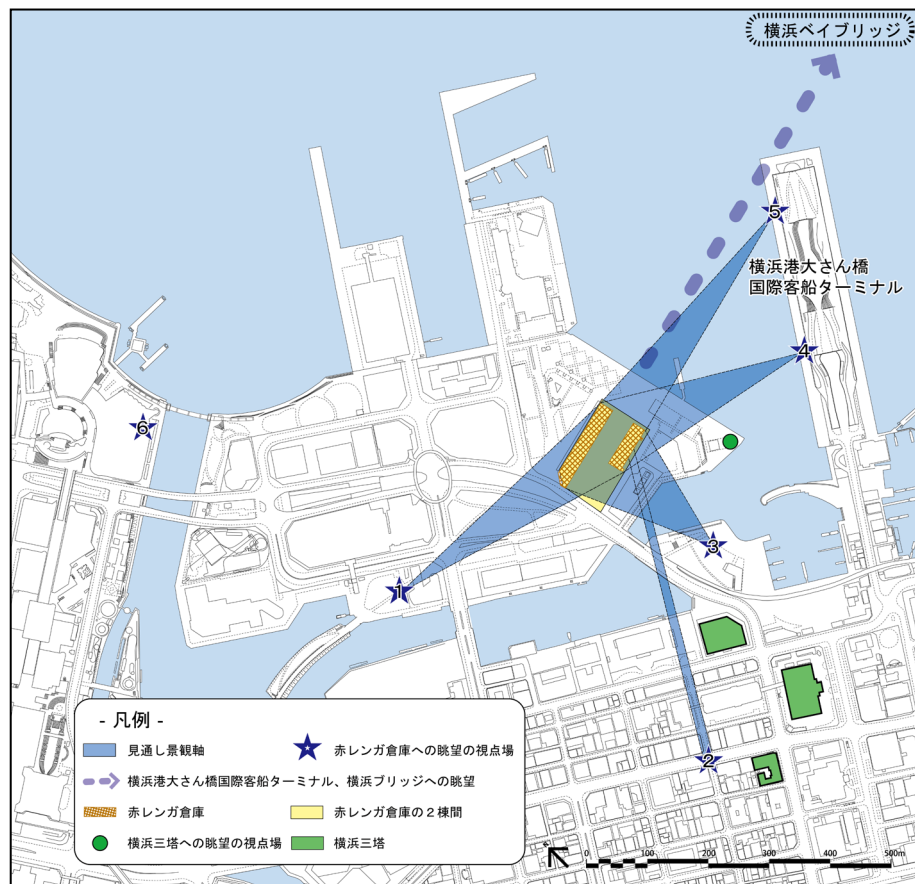 横浜ベイブリッジ
5
横浜港大さん橋
国際客船ターミナル
4
6
3
1
2
- 凡例 -
見通し景観軸
赤レンガ倉庫への眺望の視点場
横浜港大さん橋国際客船ターミナル、横浜ブリッジへの眺望
赤レンガ倉庫
赤レンガ倉庫の２棟間
横浜三塔への眺望の視点場
横浜三塔
0 100 200 300 400 500m